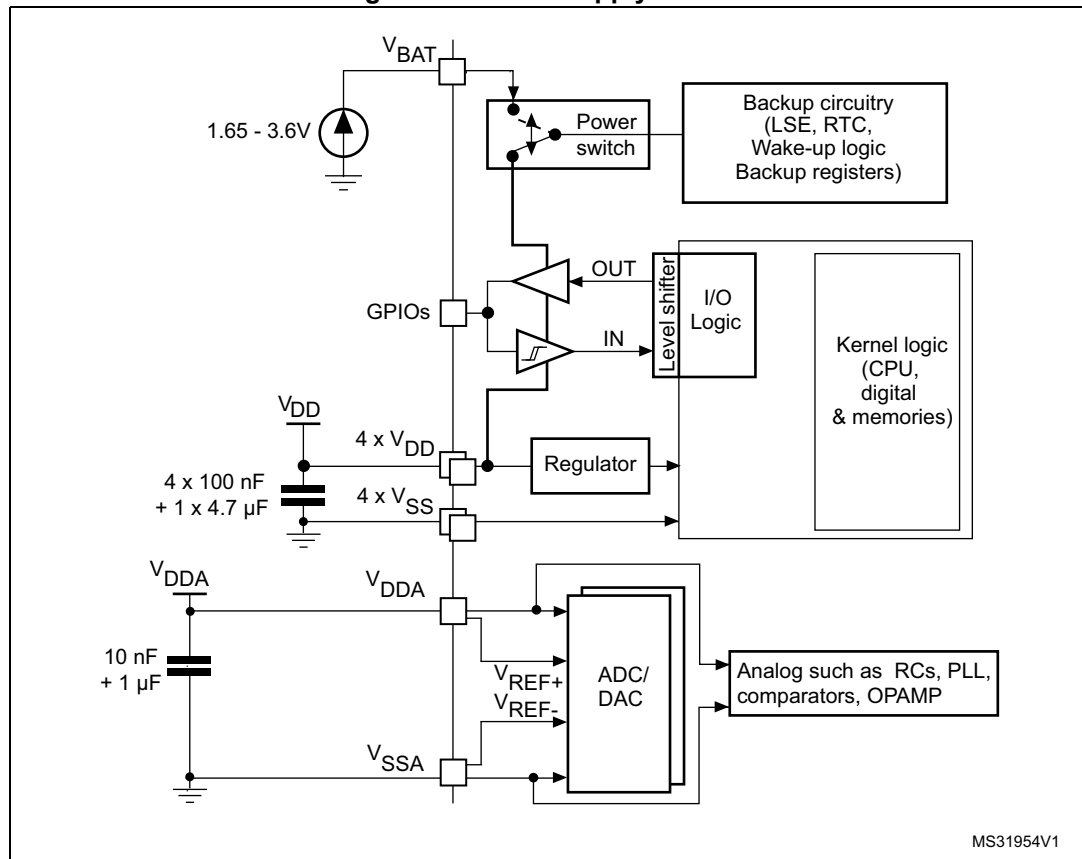 VBAT
1.65 - 3.6V
Power
switch
Backup circuitry
(LSE, RTC,
Wake-up logic
Backup registers)
GPIOs
OUT
IN
Level shifter
I/O
Logic
Kernel logic
(CPU,
digital
& memories)
VDD
4 x VDD
Regulator
4 x 100 nF
+ 1 x 4.7 µF
4 x VSS
VDDA
VDDA
10 nF
+ 1 µF
VREF+
VREF-
ADC/
DAC
Analog such as RCs, PLL,
comparators, OPAMP
VSSA
MS31954V1